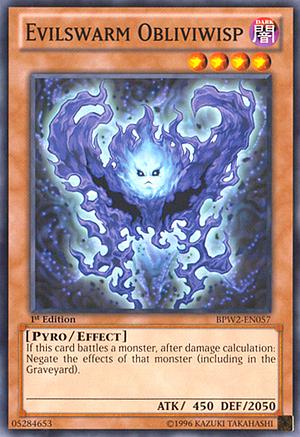 Evilswarm Obliviwisp
DARK
闇
1st Edition
BPW2-EN057
[Pyro/Effect]
If this card battles a monster, after damage calculation:
Negate the effects of that monster (including in the
Graveyard).
ATK/ 450 DEF/2050
05284653
©1996 KAZUKI TAKAHASHI